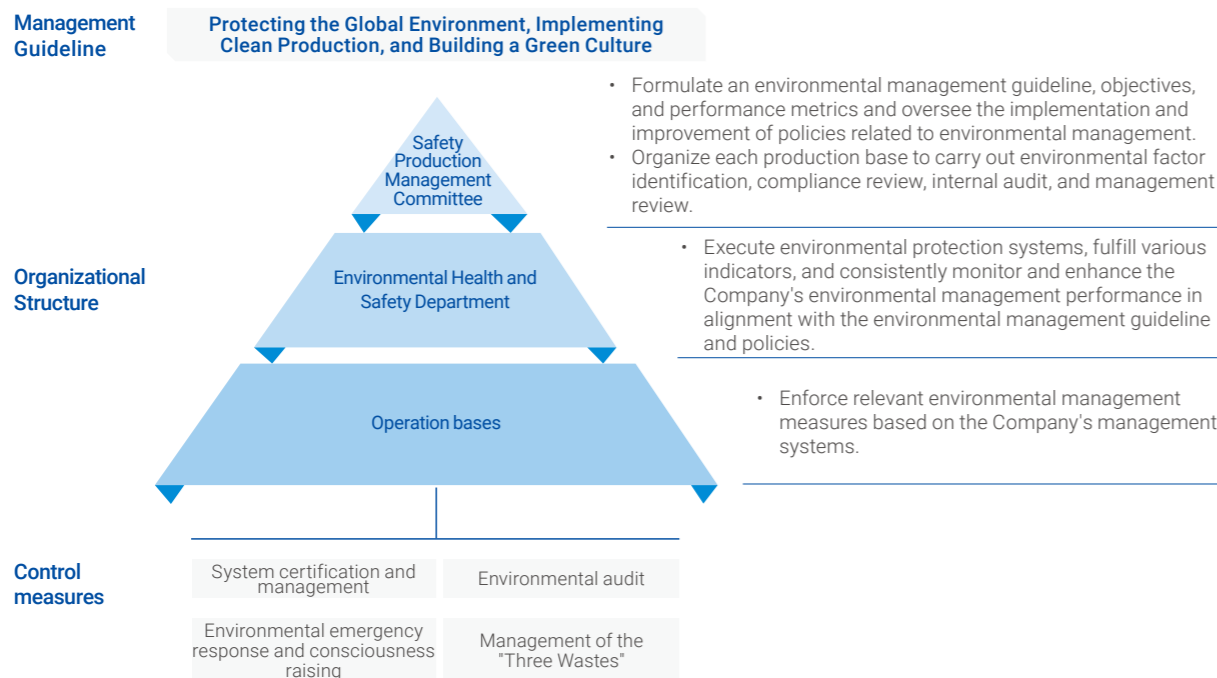 Management
Guideline
Protecting the Global Environment, Implementing
Clean Production, and Building a Green Culture
Safety
Production
Management
Committee
• Formulate an environmental management guideline, objectives,
and performance metrics and oversee the implementation and
improvement of policies related to environmental management.
• Organize each production base to carry out environmental factor
identification, compliance review, internal audit, and management
review.
Organizational
Structure
Environmental Health and
Safety Department
• Execute environmental protection systems, fulfill various
indicators, and consistently monitor and enhance the
Company's environmental management performance in
alignment with the environmental management guideline
and policies.
Operation bases
• Enforce relevant environmental management
measures based on the Company's management
systems.
Control
measures
System certification and
management
Environmental audit
Environmental emergency
response and consciousness
raising
Management of the
"Three Wastes"